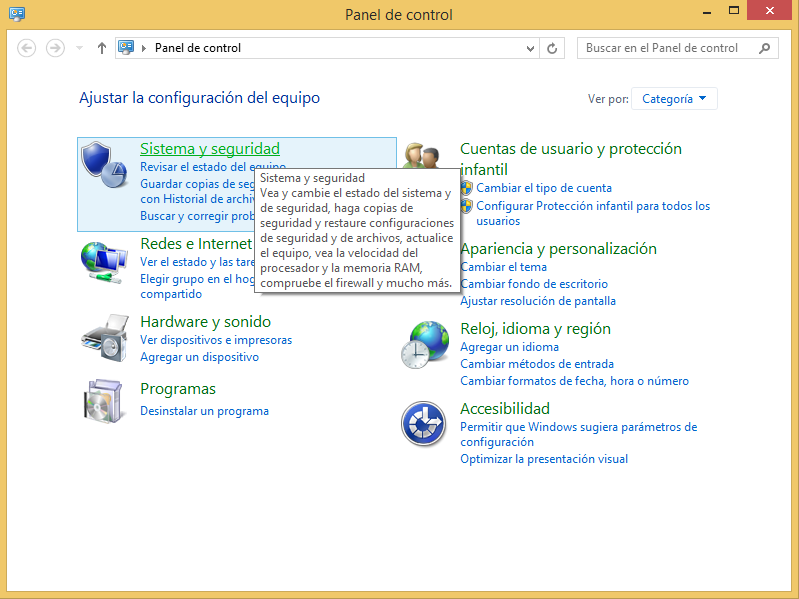 Panel de control
Panel de control
Buscar en el Panel de control
Ajustar la configuración del equipo
Ver por:
Categoría
Sistema y seguridad
Revisar el estado del equipo
Guardar copias de seg
con Historial de archi
Buscar y corregir prob
Sistema y seguridad
Vea y cambie el estado del sistema y
de seguridad, haga copias de
seguridad y restaure configuraciones
de seguridad y de archivos, actualice
el equipo, vea la velocidad del
procesador y la memoria RAM,
compruebe el firewall y mucho más.
Redes e Internet
Ver el estado y las tare
Elegir grupo en el hog
compartido
Hardware y sonido
Ver dispositivos e impresoras
Agregar un dispositivo
Programas
Desinstalar un programa
Cuentas de usuario y protección
infantil
Cambiar el tipo de cuenta
Configurar Protección infantil para todos los
usuarios
Apariencia y personalización
Cambiar el tema
Cambiar fondo de escritorio
Ajustar resolución de pantalla
Reloj, idioma y región
Agregar un idioma
Cambiar métodos de entrada
Cambiar formatos de fecha, hora o número
Accesibilidad
Permitir que Windows sugiera parámetros de
configuración
Optimizar la presentación visual